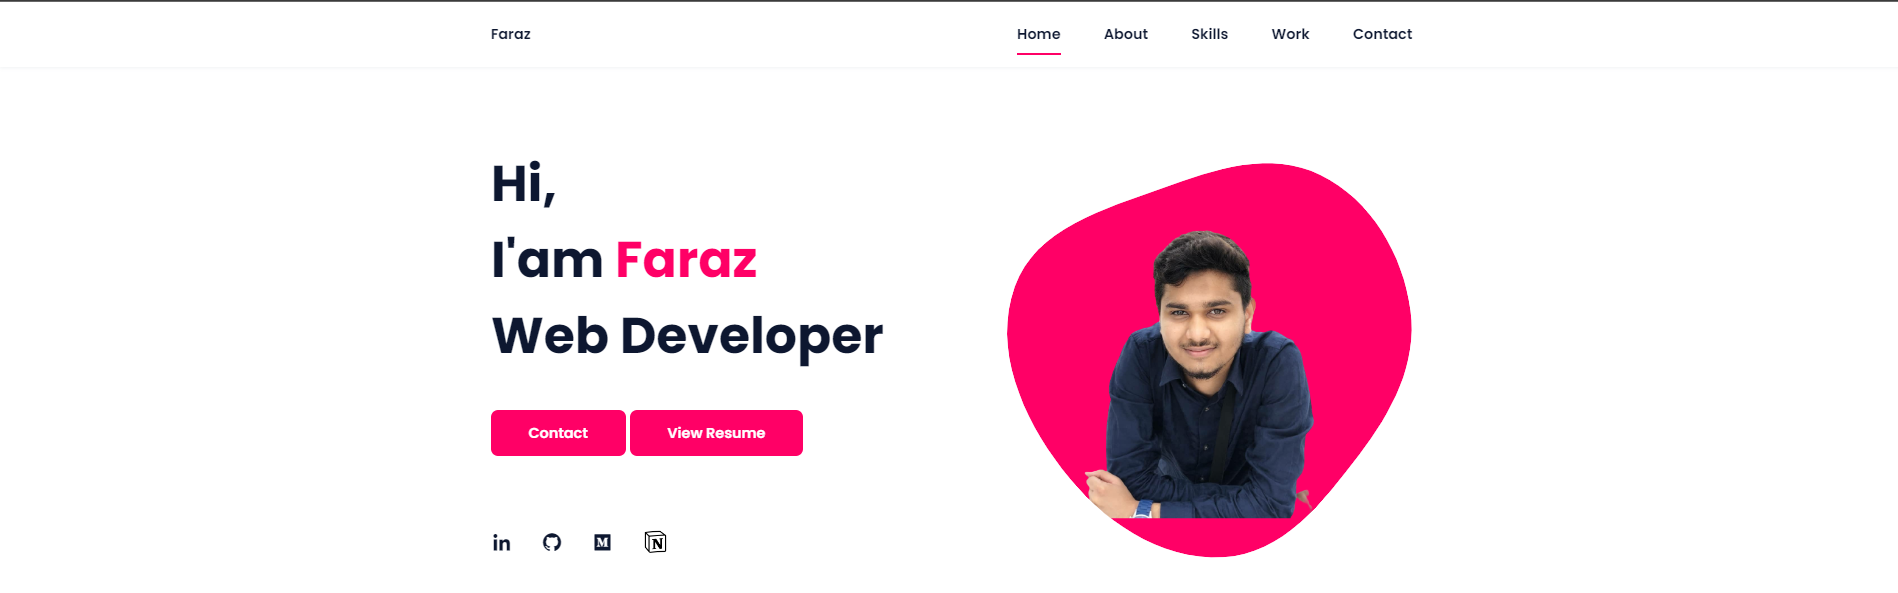 Faraz
Home About Skills Work Contact
Hi,
I'am Faraz
Web Developer
Contact View Resume
in M N